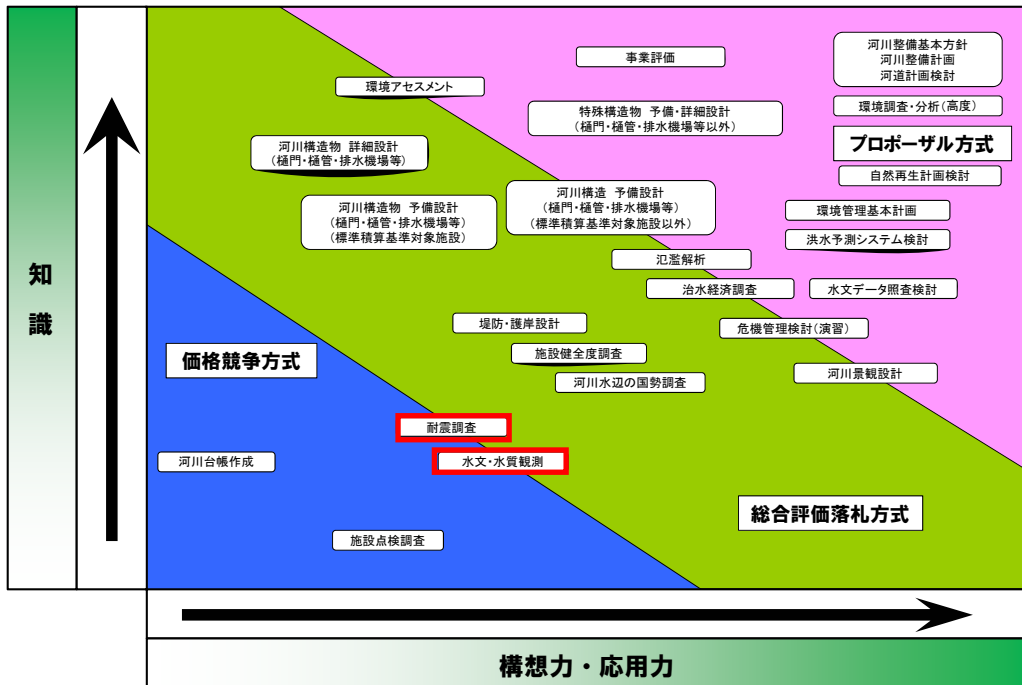 事業評価
河川整備基本方針
河川整備計画
河道計画検討
環境アセスメント
特殊構造物 予備・詳細設計
(樋門・樋管・排水機場等以外)
環境調査・分析(高度)
プロポーザル方式
河川構造物 詳細設計
(樋門・樋管・排水機場等)
自然再生計画検討
河川構造物 予備設計
(樋門・樋管・排水機場等)
(標準積算基準対象施設)
河川構造 予備設計
(樋門・樋管・排水機場等)
(標準積算基準対象施設以外)
環境管理基本計画
洪水予測システム検討
氾濫解析
治水経済調査
水文データ照査検討
知
識
堤防・護岸設計
危機管理検討(演習)
価格競争方式
施設健全度調査
河川水辺の国勢調査
河川景観設計
耐震調査
河川台帳作成
水文・水質観測
総合評価落札方式
施設点検調査
構想力・応用力